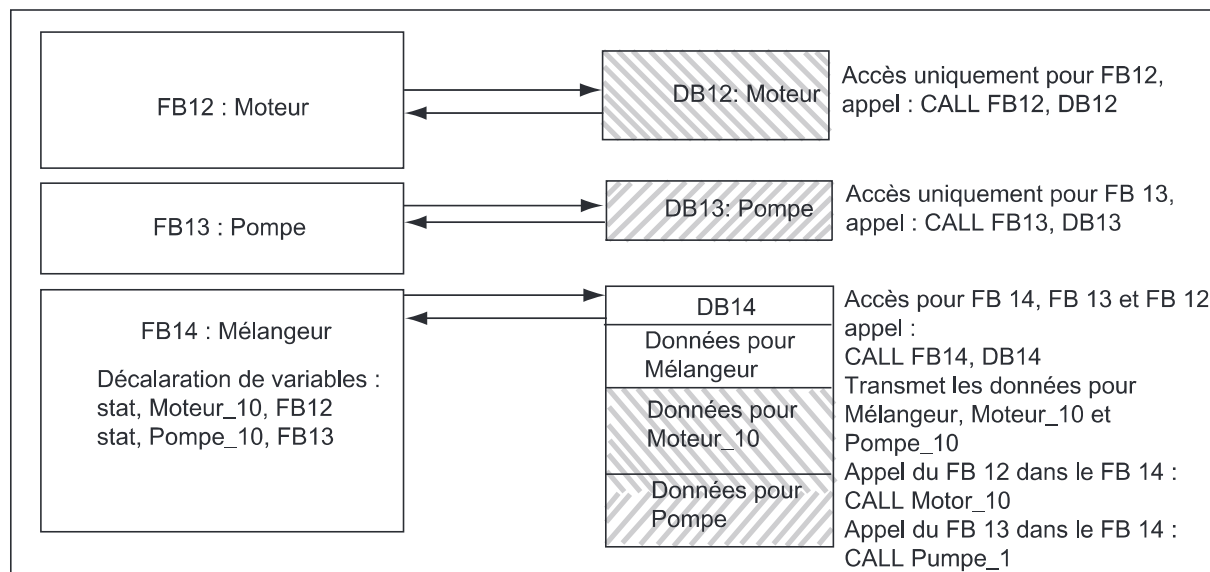 FB12 : Moteur
DB12: Moteur
Accès uniquement pour FB12,
appel : CALL FB12, DB12
FB13 : Pompe
DB13: Pompe
Accès uniquement pour FB 13,
appel : CALL FB13, DB13
FB14 : Mélangeur
Décalaration de variables :
stat, Moteur_10, FB12
stat, Pompe_10, FB13
DB14
Données pour
Mélangeur
Données pour
Moteur_10
Données pour
Pompe
Accès pour FB 14, FB 13 et FB 12
appel :
CALL FB14, DB14
Transmet les données pour
Mélangeur, Moteur_10 et
Pompe_10
Appel du FB 12 dans le FB 14 :
CALL Motor_10
Appel du FB 13 dans le FB 14 :
CALL Pumpe_1